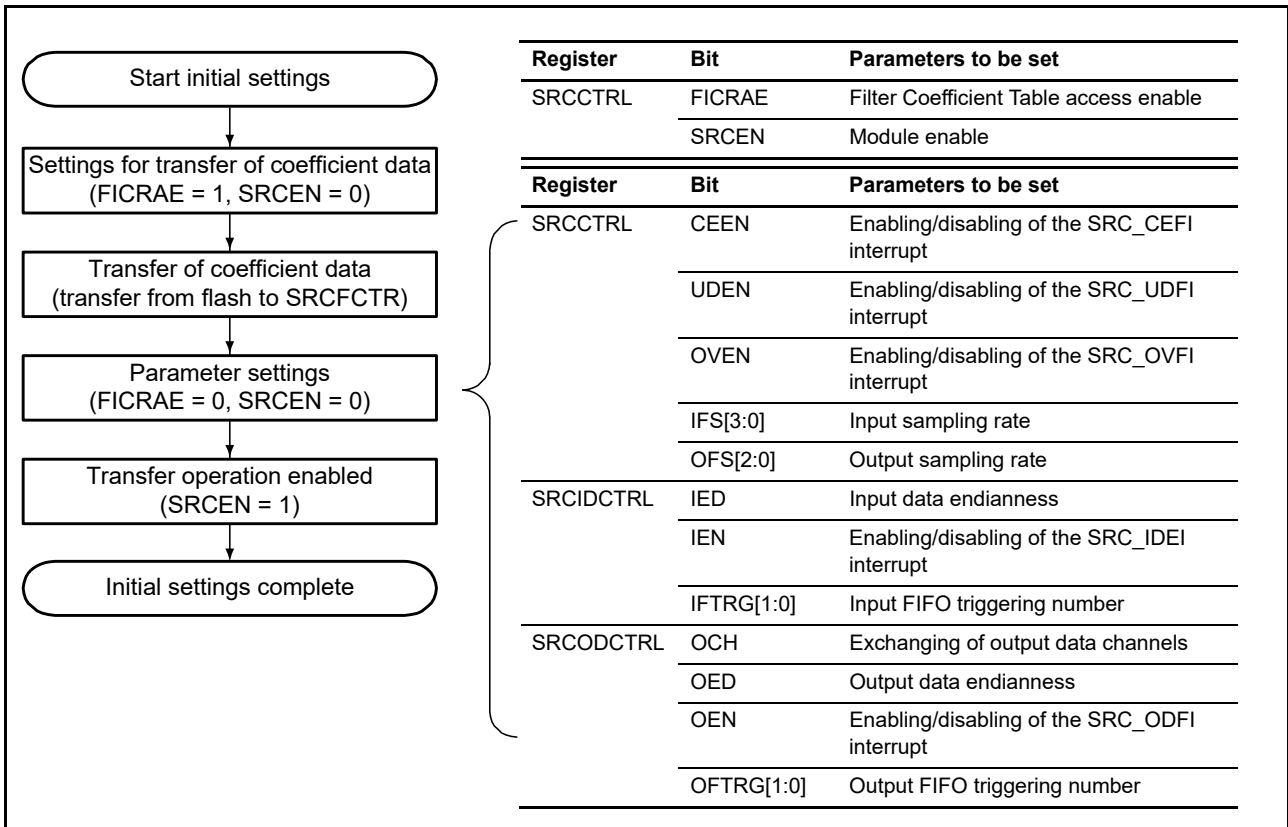 Start initial settings
Settings for transfer of coefficient data
(FICRAE = 1, SRCEN = 0)
Transfer of coefficient data
(transfer from flash to SRCFCTR)
Parameter settings
(FICRAE = 0, SRCEN = 0)
Transfer operation enabled
(SRCEN = 1)
Initial settings complete
Register Bit Parameters to be set
SRCCTRL FICRAE Filter Coefficient Table access enable
SRCEN Module enable
Register Bit Parameters to be set
SRCCTRL CEEN Enabling/disabling of the SRC_CEFI
interrupt
UDEN Enabling/disabling of the SRC_UDFI
interrupt
OVEN Enabling/disabling of the SRC_OVFI
interrupt
IFS[3:0] Input sampling rate
OFS[2:0] Output sampling rate
SRCIDCTRL IED Input data endianness
IEN Enabling/disabling of the SRC_IDEI
interrupt
IFTRG[1:0] Input FIFO triggering number
SRCODCTRL OCH Exchanging of output data channels
OED Output data endianness
OEN Enabling/disabling of the SRC_ODFI
interrupt
OFTRG[1:0] Output FIFO triggering number